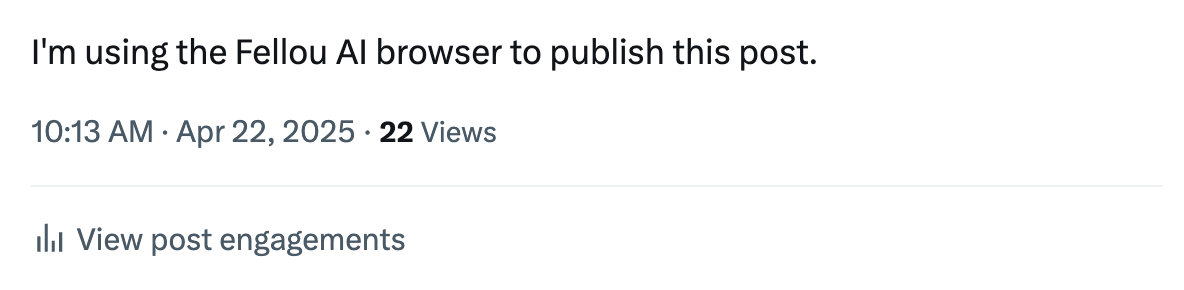 I'm using the Fellou AI browser to publish this post.
10:13 AM · Apr 22, 2025 · 22 Views
View post engagements